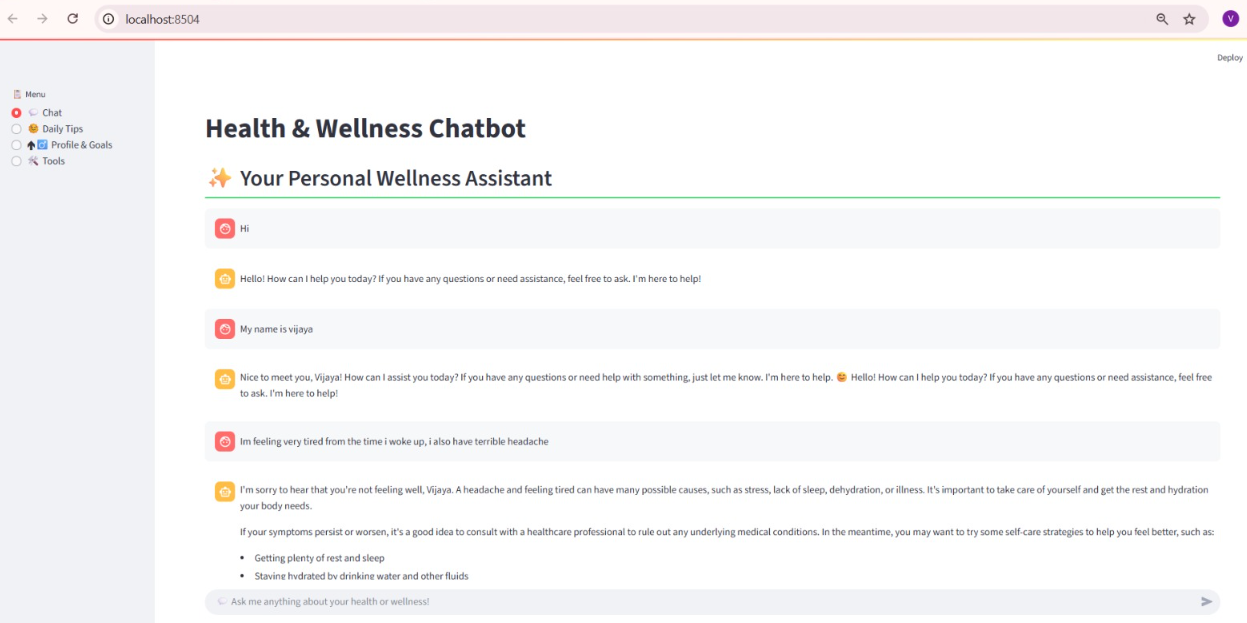 localhost:8504
V
Deploy
Menu
Chat
Daily Tips
Profile & Goals
Tools
Health & Wellness Chatbot
Your Personal Wellness Assistant
Hi
Hello! How can I help you today? If you have any questions or need assistance, feel free to ask. I'm here to help!
My name is vijaya
Nice to meet you, Vijaya! How can I assist you today? If you have any questions or need help with something, just let me know. I'm here to help. 😊 Hello! How can I help you today? If you have any questions or need assistance, feel free
to ask. I'm here to help!
Im feeling very tired from the time i woke up, i also have terrible headache
I'm sorry to hear that you're not feeling well, Vijaya. A headache and feeling tired can have many possible causes, such as stress, lack of sleep, dehydration, or illness. It's important to take care of yourself and get the rest and hydration
your body needs.
If your symptoms persist or worsen, it's a good idea to consult with a healthcare professional to rule out any underlying medical conditions. In the meantime, you may want to try some self-care strategies to help you feel better, such as:
• Getting plenty of rest and sleep
• Staying hydrated by drinking water and other fluids
Ask me anything about your health or wellness!